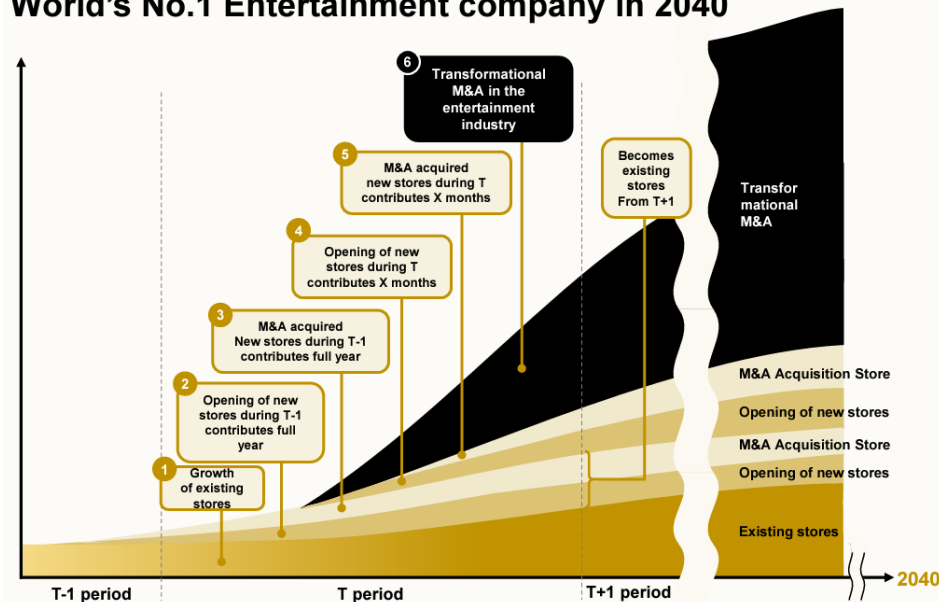 World's No.1 Entertainment company in 2040
6
Transformational
M&A in the
entertainment
industry
5
M&A acquired
new stores during T
contributes X months
Becomes
existing
stores
From T+1
4
Opening of new
stores during T
contributes X months
3
M&A acquired
New stores during T-1
contributes full year
2
Opening of new
stores during T-1
contributes full
year
1
Growth
of existing
stores
Transfor
mational
M&A
M&A Acquisition Store
Opening of new stores
M&A Acquisition Store
Opening of new stores
Existing stores
T-1 period
T period
T+1 period
2040